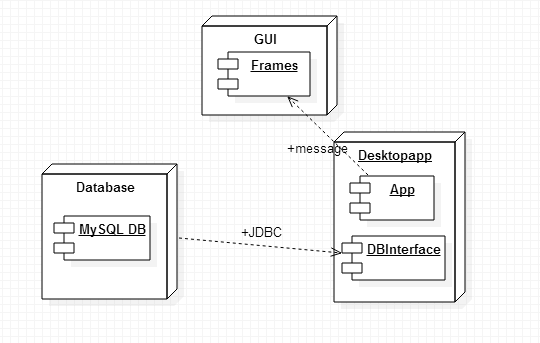 GUI
Frames
+message
Desktopapp
Database
App
MySQL DB
+JDBC
DBInterface